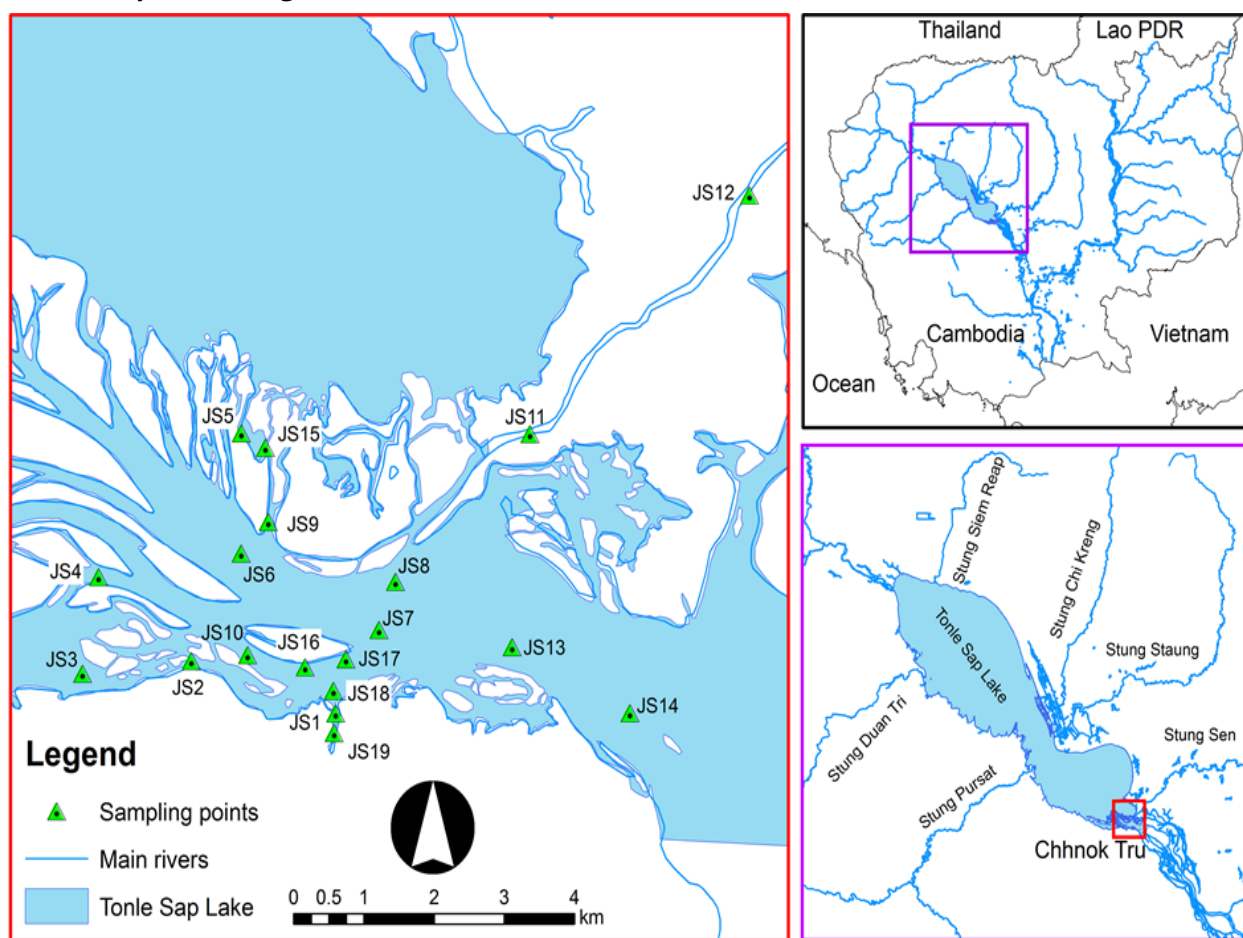 JS12
JS5
JS15
JS11
JS9
JS6
JS8
JS4
JS7
JS10
JS16
JS13
JS3
JS2
JS17
JS18
JS14
JS1
JS19
Legend
Sampling points
Main rivers
Tonle Sap Lake
0 0.5 1 2 3 4
km
Thailand
Lao PDR
Cambodia
Vietnam
Ocean
Stung Siem Reap
Stung Chi Kreng
Tonle Sap Lake
Stung Staung
Stung Duan Tri
Stung Sen
Stung Pursat
Chhnok Tru